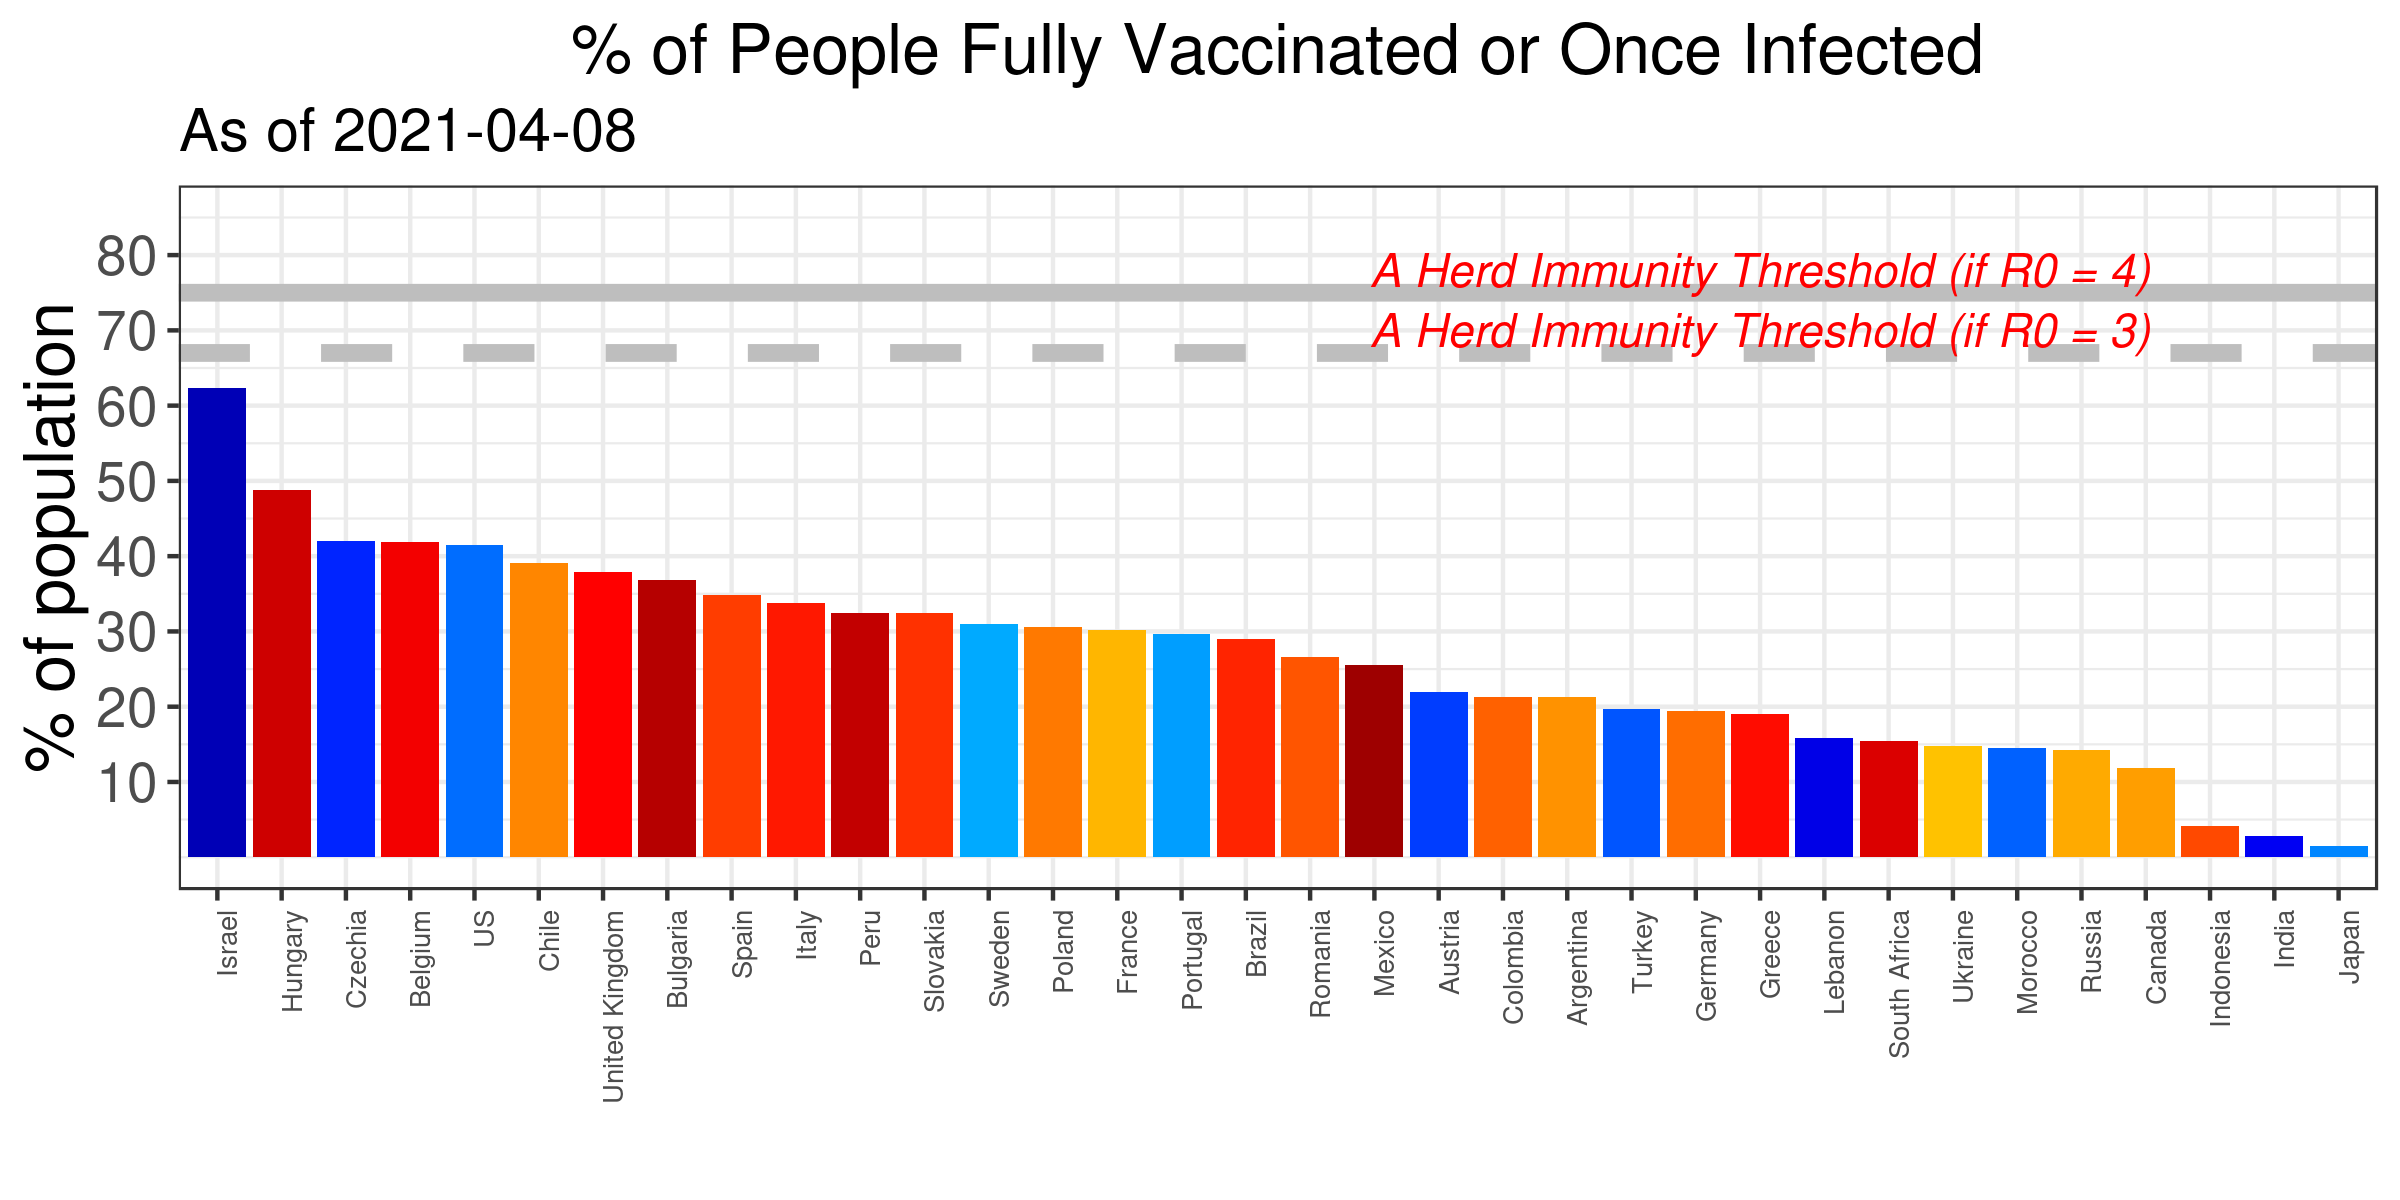 % of People Fully Vaccinated or Once Infected
As of 2021-04-08
% of population
80
70
60
50
40
30
20
10
A Herd Immunity Threshold (if R0 = 4)
A Herd Immunity Threshold (if R0 = 3)
Israel
Hungary
Czechia
Belgium
US
Chile
United Kingdom
Bulgaria
Spain
Italy
Peru
Slovakia
Sweden
Poland
France
Portugal
Brazil
Romania
Mexico
Austria
Colombia
Argentina
Turkey
Germany
Greece
Lebanon
South Africa
Ukraine
Morocco
Russia
Canada
Indonesia
India
Japan